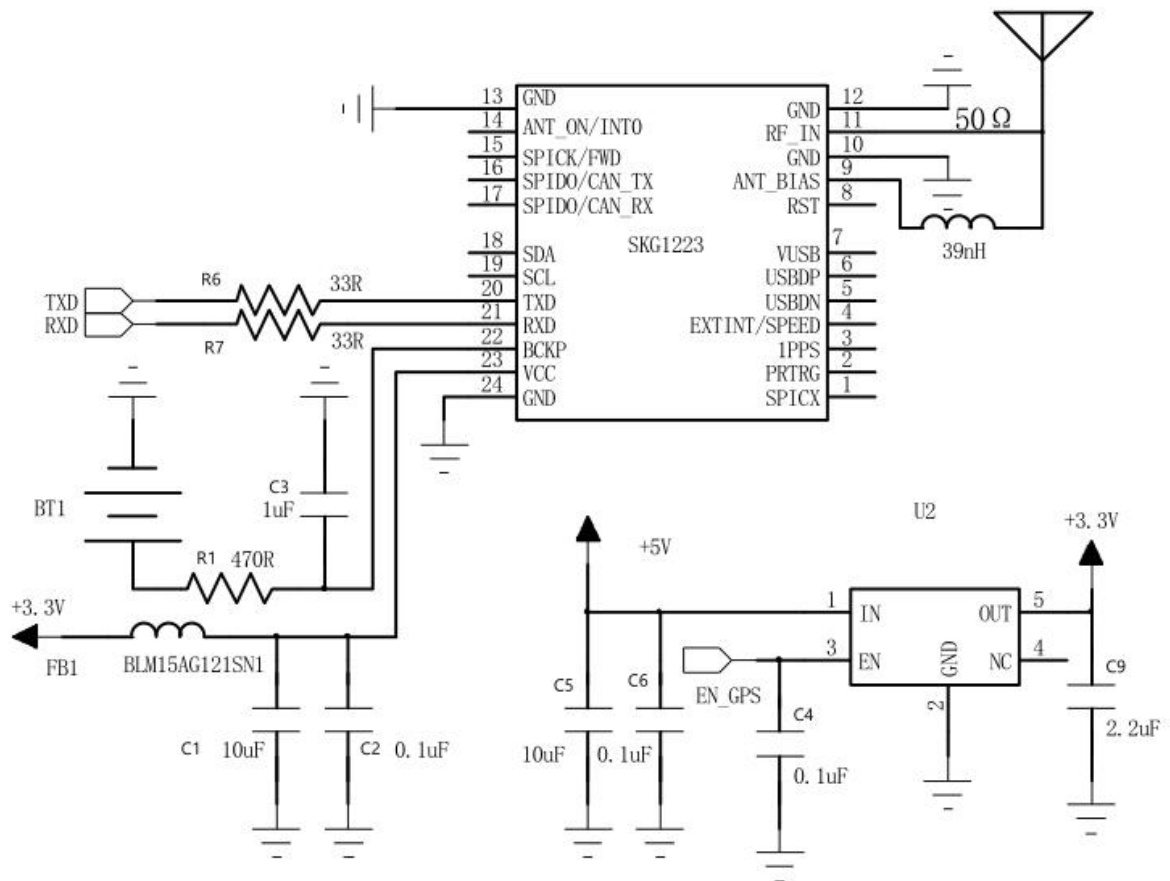 13 GND
14 ANT_ON/INT0
15 SPICK/FWD
16 SPIDO/CAN_TX
17 SPIDO/CAN_RX
18 SDA
19 SCL
20 TXD
21 RXD
22 BCKP
23 VCC
24 GND
SKG1223
GND 12
RF_IN 11
GND 10
ANT_BIAS 9
RST 8
VUSB 7
USBDP 6
USBDN 5
EXTINT/SPEED 4
1PPS 3
PRTRG 2
SPICX 1
50Ω
39nH
TXD
RXD
R6 33R
R7 33R
BT1
C3
1uF
R1 470R
+3.3V
FB1 BLM15AG121SN1
C1 10uF
C2 0.1uF
+5V
U2
+3.3V
1 IN
3 EN
OUT 5
NC 4
GND
2
EN_GPS
C5
10uF
C6
0.1uF
C4
0.1uF
C9
2.2uF